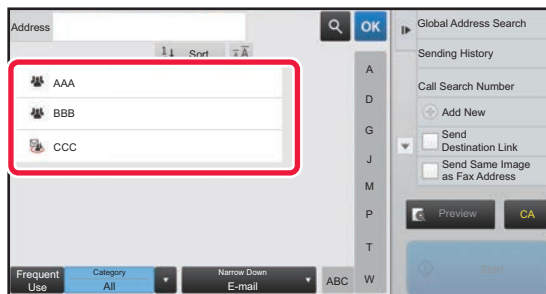 Address
OK
Sort
AAA
BBB
CCC
A
D
G
J
M
P
T
W
ABC
Frequent
Use
Category
All
Narrow Down
E-mail
Global Address Search
Sending History
Call Search Number
Add New
Send
Destination Link
Send Same Image
as Fax Address
Preview
CA
Start